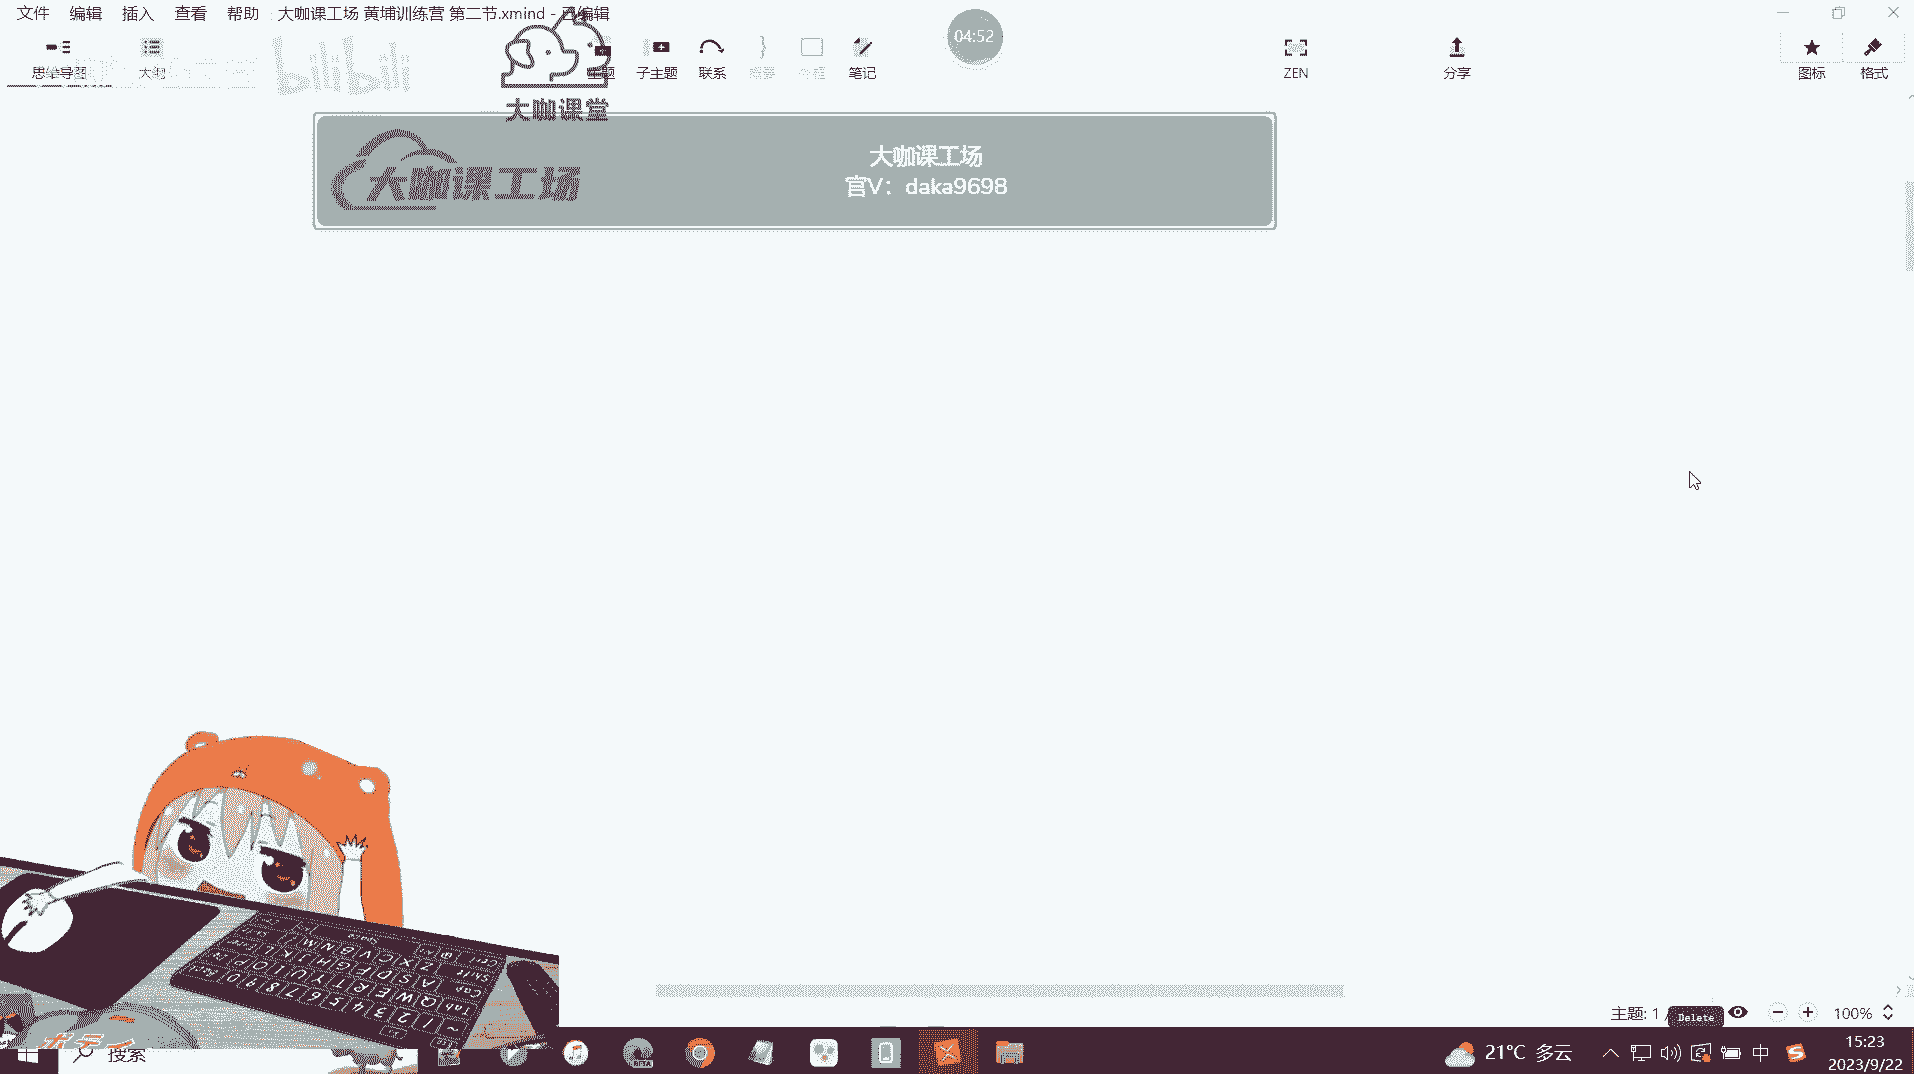 文件 编辑 插入 查看 帮助 大咖课工场 黄埔训练营 第二节.xmind - 已编辑
04:52
bilibili
思维导图 大纲 主题 子主题 联系 概要 外框 笔记 ZEN 分享 图标 格式
大咖课堂
大咖课工场
大咖课工场
官V：daka9698
主题: 1 /
Delete
100%
搜索
BETA
21°C 多云
中
15:23
2023/9/22